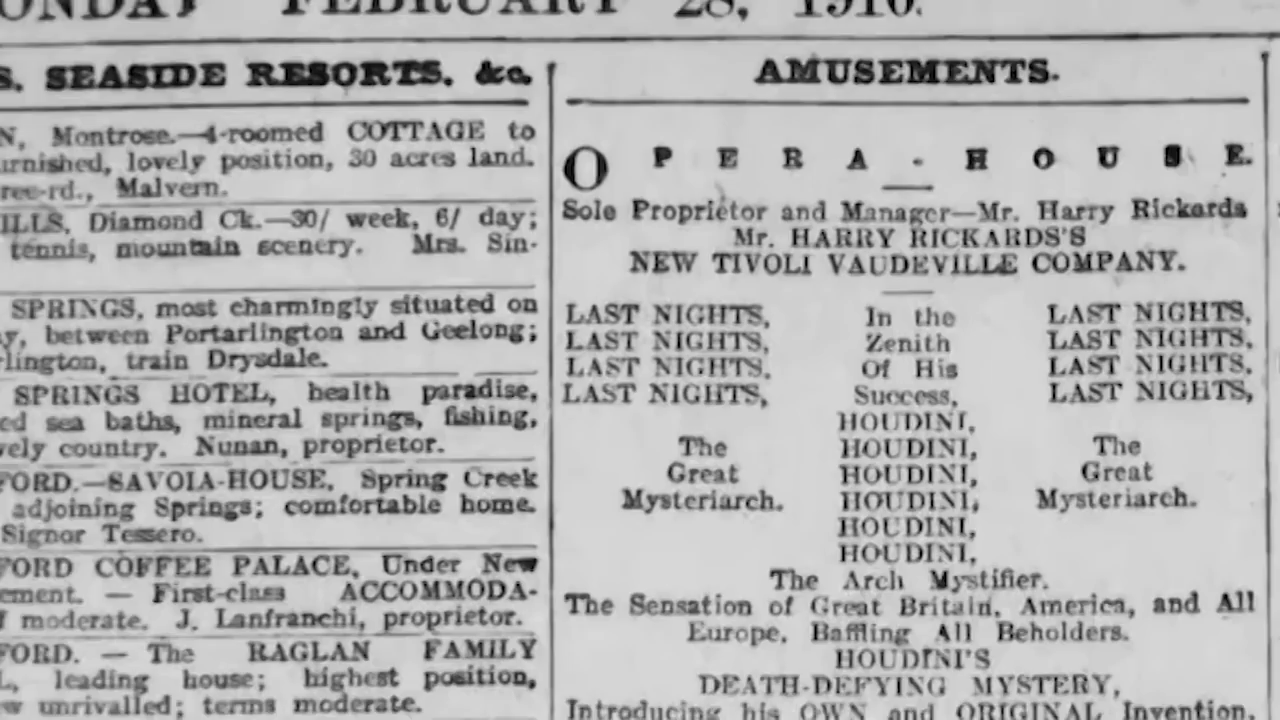 ONDAY FEBRUARY 28, 1910.
S, SEASIDE RESORTS, &c.
N, Montrose.—4-roomed COTTAGE to
urnished, lovely position, 30 acres land.
ree-rd., Malvern.
ILLS, Diamond Ck.—30/ week, 6/ day;
tennis, mountain scenery. Mrs. Sin-
SPRINGS, most charmingly situated on
ay, between Portarlington and Geelong;
rlington, train Drysdale.
SPRINGS HOTEL, health paradise,
ed sea baths, mineral springs, fishing,
vely country. Nunan, proprietor.
FORD.—SAVOIA-HOUSE, Spring Creek
adjoining Springs; comfortable home.
Signor Tessero.
FORD COFFEE PALACE, Under New
ement. — First-class ACCOMMODA-
moderate. J. Lanfranchi, proprietor.
FORD. — The RAGLAN FAMILY
L, leading house; highest position,
w unrivalled; terms moderate.
AMUSEMENTS.
OPERA-HOUSE.
Sole Proprietor and Manager—Mr. Harry Rickards
Mr. HARRY RICKARDS'S
NEW TIVOLI VAUDEVILLE COMPANY.
LAST NIGHTS, In the LAST NIGHTS,
LAST NIGHTS, Zenith LAST NIGHTS,
LAST NIGHTS, Of His LAST NIGHTS,
LAST NIGHTS, Success, LAST NIGHTS,
HOUDINI,
The HOUDINI, The
Great HOUDINI, Great
Mysteriarch. HOUDINI, Mysteriarch.
HOUDINI,
HOUDINI,
The Arch Mystifier.
The Sensation of Great Britain, America, and All
Europe, Baffling All Beholders.
HOUDINI'S
DEATH-DEFYING MYSTERY,
Introducing his OWN and ORIGINAL Invention,